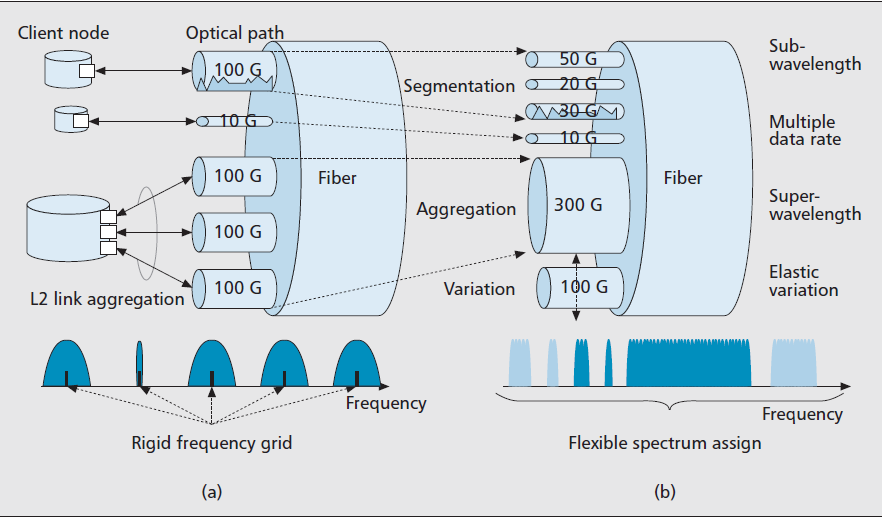 Client node
Optical path
100 G
10 G
100 G
100 G
100 G
Fiber
L2 link aggregation
Frequency
Rigid frequency grid
(a)
Segmentation
Aggregation
Variation
50 G
20 G
30 G
10 G
300 G
100 G
Fiber
Sub-
wavelength
Multiple
data rate
Super-
wavelength
Elastic
variation
Frequency
Flexible spectrum assign
(b)